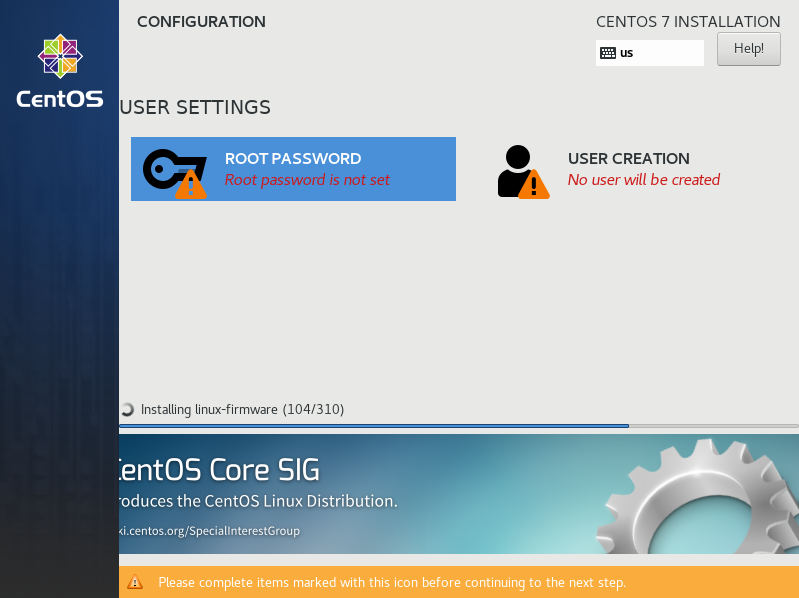 CONFIGURATION
CENTOS 7 INSTALLATION
us
Help!
CentOS
USER SETTINGS
ROOT PASSWORD
Root password is not set
USER CREATION
No user will be created
Installing linux-firmware (104/310)
CentOS Core SIG
roduces the CentOS Linux Distribution.
ki.centos.org/SpecialInterestGroup
Please complete items marked with this icon before continuing to the next step.